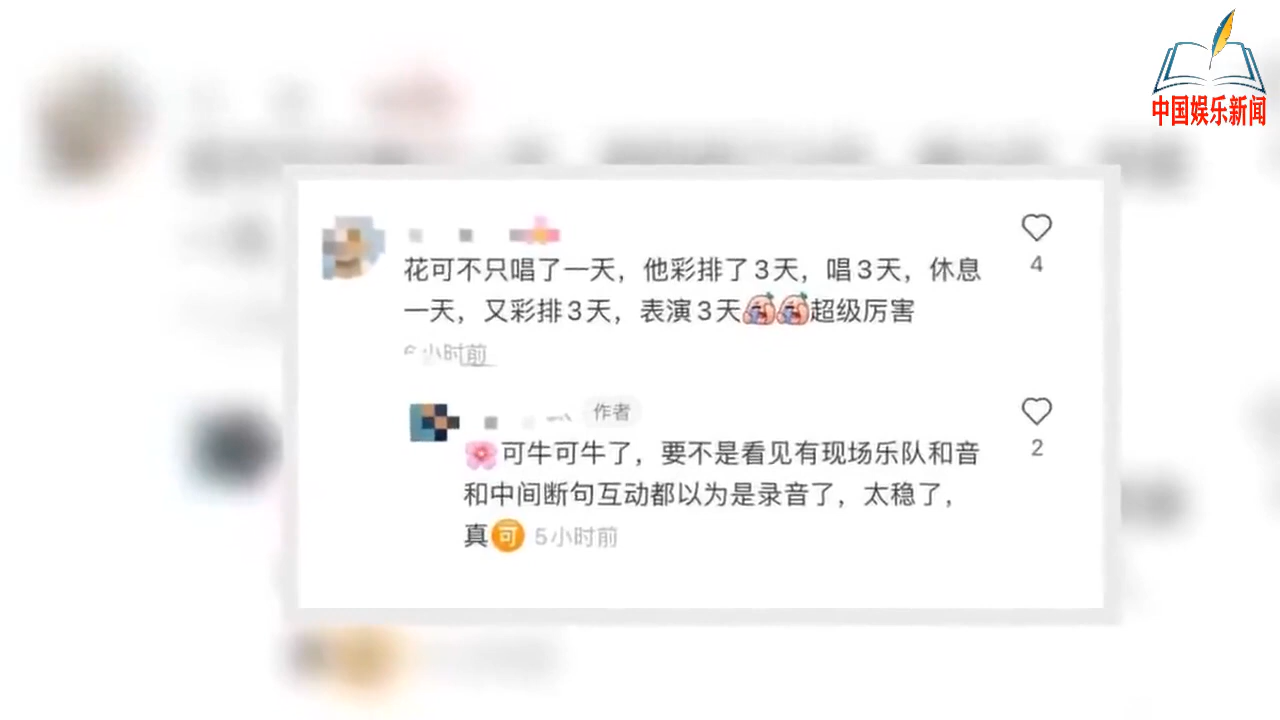 中国娱乐新闻
花可不只唱了一天，他彩排了3天，唱3天，休息
一天，又彩排3天，表演3天🤧🤧超级厉害
小时前
4
作者
🌸可牛可牛了，要不是看见有现场乐队和音
和中间断句互动都以为是录音了，太稳了，
真🉑 5小时前
2